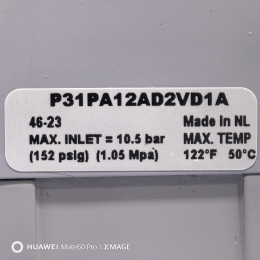 P31PA12AD2VD1A
46-23 Made In NL
MAX. INLET = 10.5 bar MAX. TEMP
(152 psig) (1.05 Mpa) 122°F 50°C
HUAWEI Mate60 Pro | XMAGE